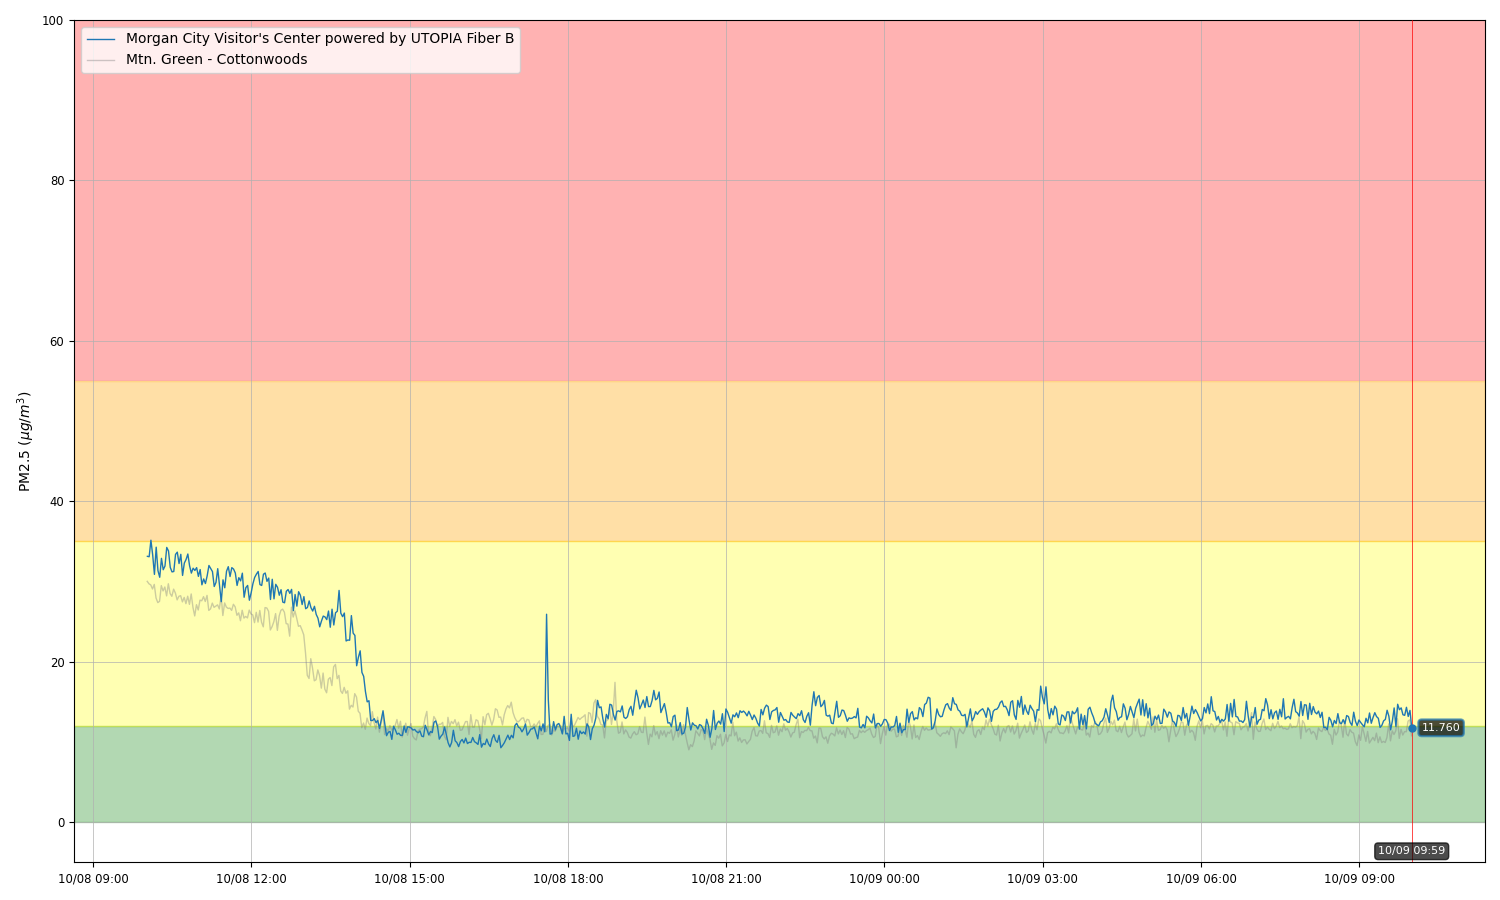 100
80
60
40
20
0
PM2.5 (μg/m³)
Morgan City Visitor's Center powered by UTOPIA Fiber B
Mtn. Green - Cottonwoods
11.760
10/09 09:59
10/08 09:00 10/08 12:00 10/08 15:00 10/08 18:00 10/08 21:00 10/09 00:00 10/09 03:00 10/09 06:00 10/09 09:00